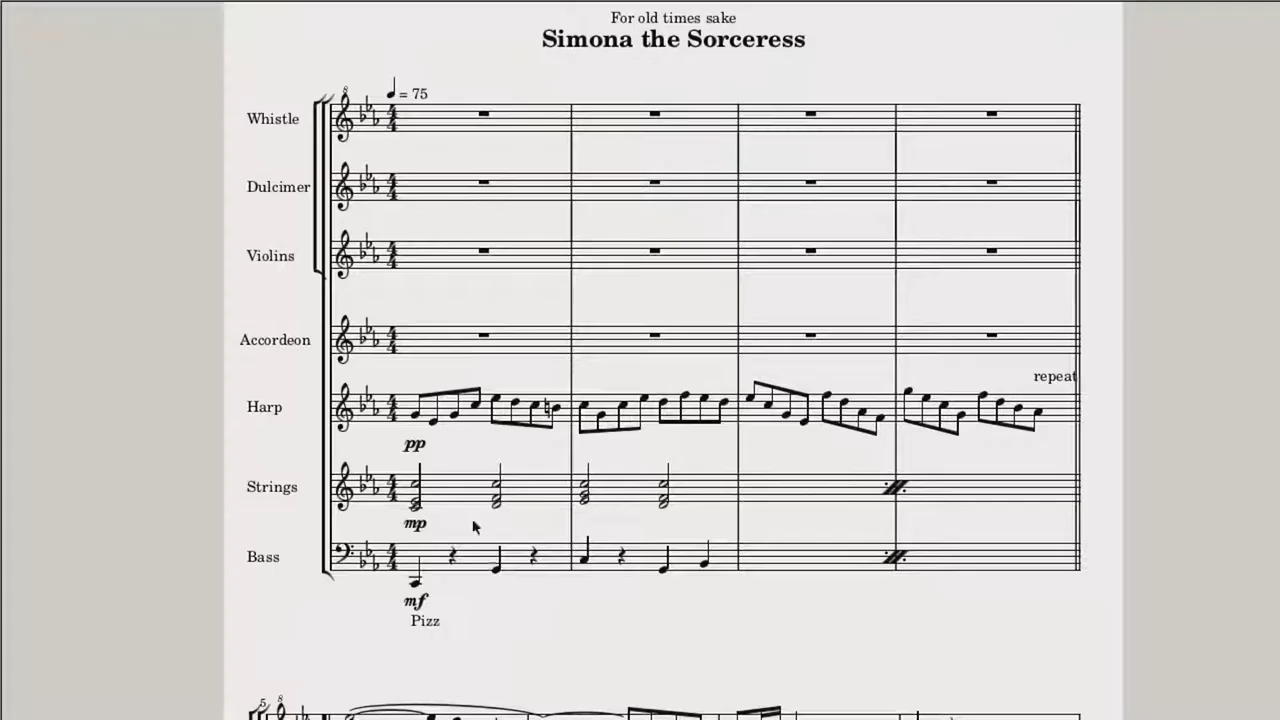 For old times sake
Simona the Sorceress
= 75
Whistle
Dulcimer
Violins
Accordeon
repeat
Harp
pp
Strings
mp
Bass
mf
Pizz
5